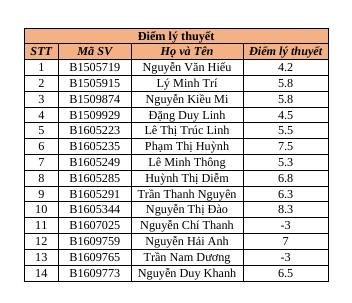 Điểm lý thuyết
STT Mã SV Họ và Tên Điểm lý thuyết
1 B1505719 Nguyễn Văn Hiếu 4.2
2 B1505915 Lý Minh Trí 5.8
3 B1509874 Nguyễn Kiều Mi 5.8
4 B1509929 Đặng Duy Linh 4.5
5 B1605223 Lê Thị Trúc Linh 5.5
6 B1605235 Phạm Thị Huỳnh 7.5
7 B1605249 Lê Minh Thông 5.3
8 B1605285 Huỳnh Thị Diễm 6.8
9 B1605291 Trần Thanh Nguyên 6.3
10 B1605344 Nguyễn Thị Đào 8.3
11 B1607025 Nguyễn Chí Thanh -3
12 B1609759 Nguyễn Hải Anh 7
13 B1609765 Trần Nam Dương -3
14 B1609773 Nguyễn Duy Khanh 6.5